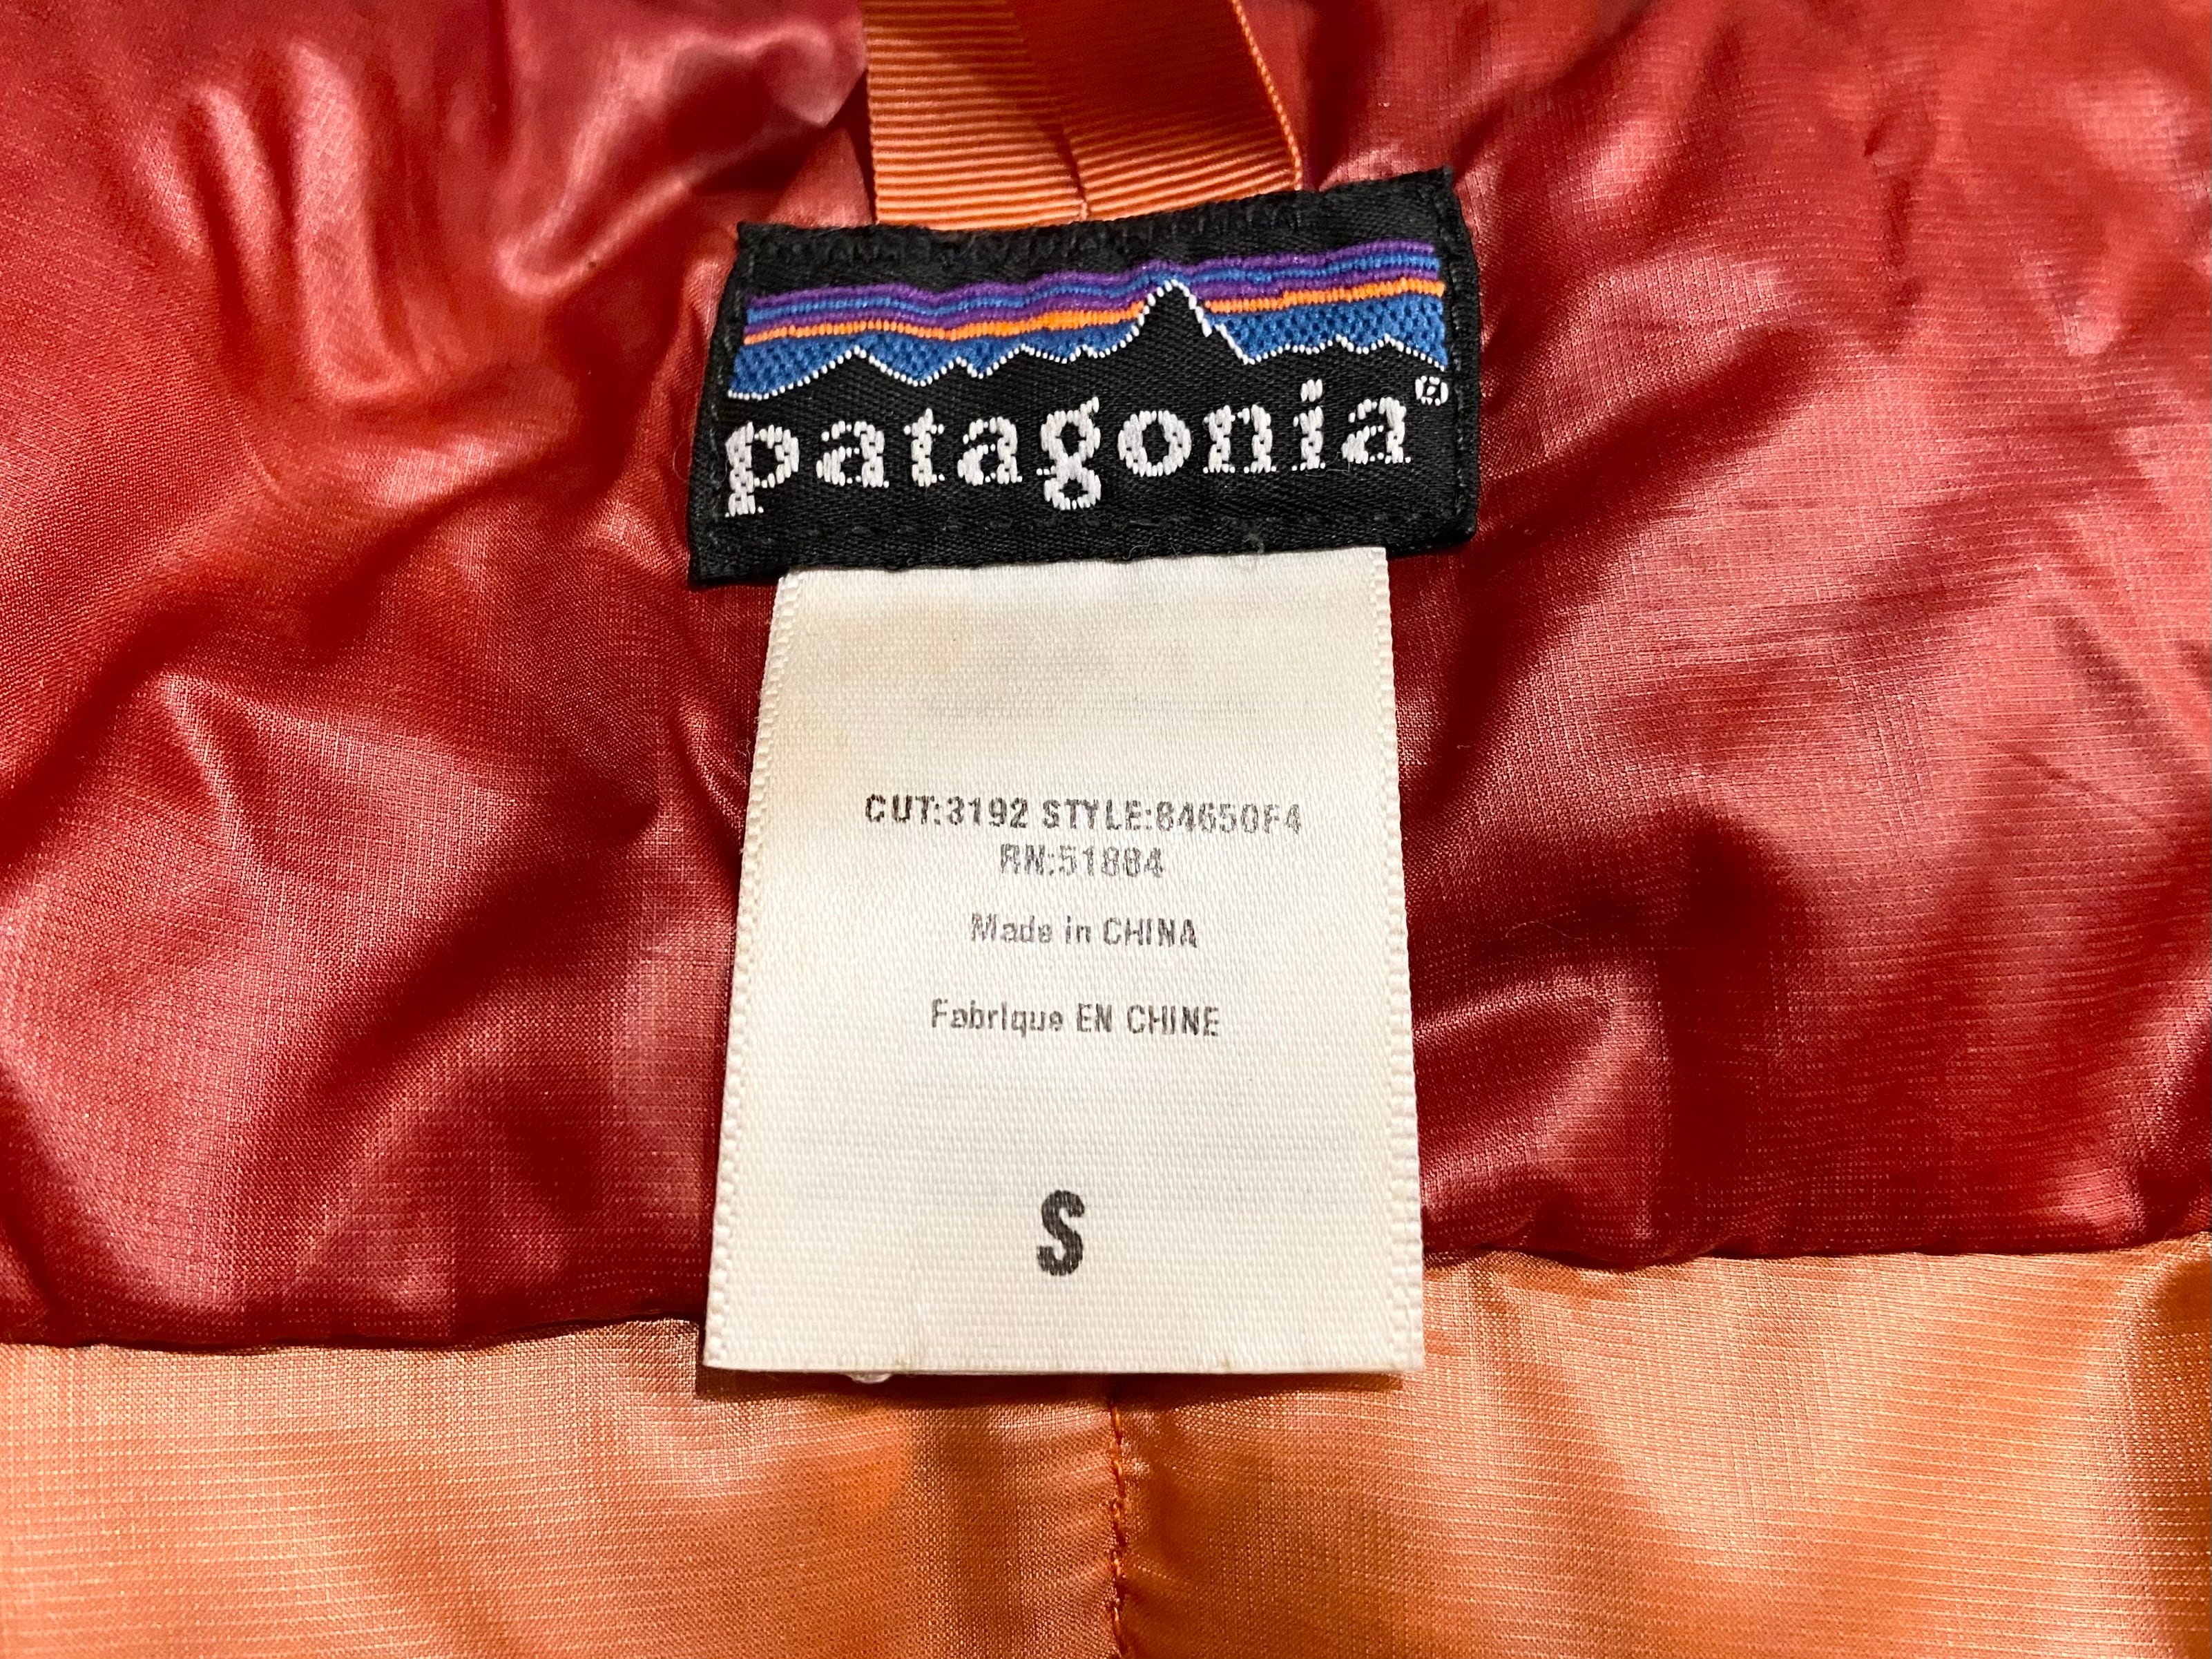 patagonia®
CUT:3192 STYLE:84650F4
RN:51884
Made in CHINA
Fabrique EN CHINE
S